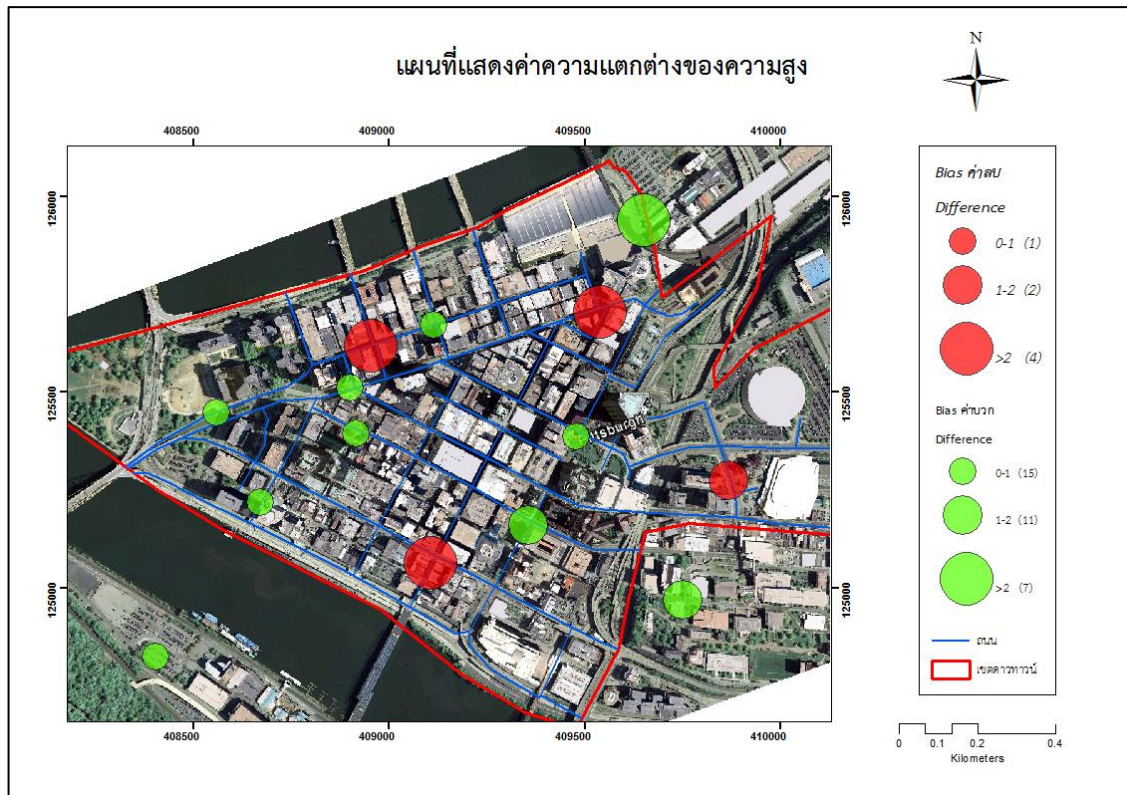 แผนที่แสดงค่าความแตกต่างของความสูง
N
408500 409000 409500 410000
126000 126000
125500 125500
125000 125000
408500 409000 409500 410000
Pittsburgh
Bias ค่าลบ
Difference
0-1 (1)
1-2 (2)
>2 (4)
Bias ค่าบวก
Difference
0-1 (15)
1-2 (11)
>2 (7)
ถนน
เขตดาวทาวน์
0 0.1 0.2 0.4
Kilometers